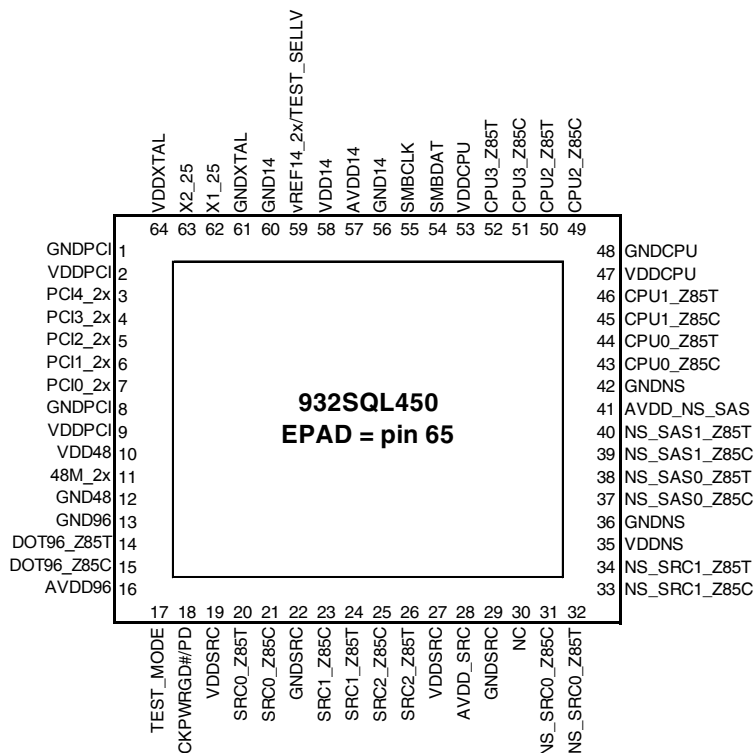 VDDXTAL
X2_25
X1_25
GNDXTAL
GND14
vREF14_2x/TEST_SELLV
VDD14
AVDD14
GND14
SMBCLK
SMBDAT
VDDCPU
CPU3_Z85T
CPU3_Z85C
CPU2_Z85T
CPU2_Z85C
64 63 62 61 60 59 58 57 56 55 54 53 52 51 50 49
GNDPCI 1
VDDPCI 2
PCI4_2x 3
PCI3_2x 4
PCI2_2x 5
PCI1_2x 6
PCI0_2x 7
GNDPCI 8
VDDPCI 9
VDD48 10
48M_2x 11
GND48 12
GND96 13
DOT96_Z85T 14
DOT96_Z85C 15
AVDD96 16
932SQL450
EPAD = pin 65
48 GNDCPU
47 VDDCPU
46 CPU1_Z85T
45 CPU1_Z85C
44 CPU0_Z85T
43 CPU0_Z85C
42 GNDNS
41 AVDD_NS_SAS
40 NS_SAS1_Z85T
39 NS_SAS1_Z85C
38 NS_SAS0_Z85T
37 NS_SAS0_Z85C
36 GNDNS
35 VDDNS
34 NS_SRC1_Z85T
33 NS_SRC1_Z85C
17 18 19 20 21 22 23 24 25 26 27 28 29 30 31 32
TEST_MODE
CKPWRGD#/PD
VDDSRC
SRC0_Z85T
SRC0_Z85C
GNDSRC
SRC1_Z85C
SRC1_Z85T
SRC2_Z85C
SRC2_Z85T
VDDSRC
AVDD_SRC
GNDSRC
NC
NS_SRC0_Z85C
NS_SRC0_Z85T